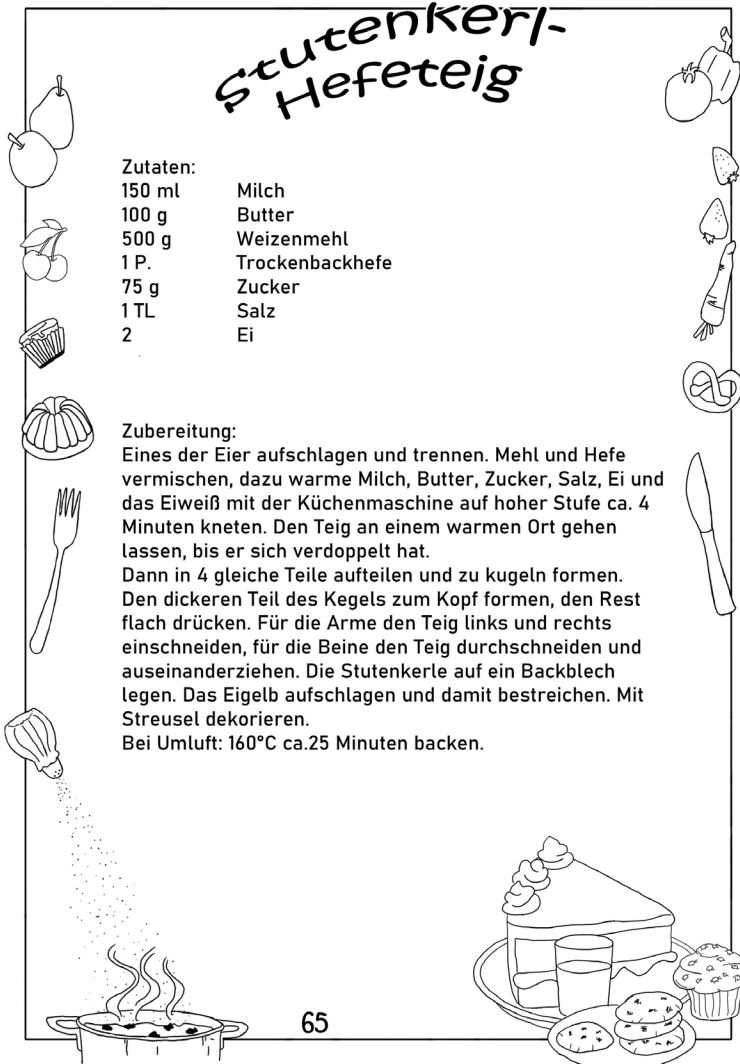 Stutenkerl-
Hefeteig
Zutaten:
150 ml Milch
100 g Butter
500 g Weizenmehl
1 P. Trockenbackhefe
75 g Zucker
1 TL Salz
2 Ei
Zubereitung:
Eines der Eier aufschlagen und trennen. Mehl und Hefe
vermischen, dazu warme Milch, Butter, Zucker, Salz, Ei und
das Eiweiß mit der Küchenmaschine auf hoher Stufe ca. 4
Minuten kneten. Den Teig an einem warmen Ort gehen
lassen, bis er sich verdoppelt hat.
Dann in 4 gleiche Teile aufteilen und zu kugeln formen.
Den dickeren Teil des Kegels zum Kopf formen, den Rest
flach drücken. Für die Arme den Teig links und rechts
einschneiden, für die Beine den Teig durchschneiden und
auseinanderziehen. Die Stutenkerle auf ein Backblech
legen. Das Eigelb aufschlagen und damit bestreichen. Mit
Streusel dekorieren.
Bei Umluft: 160°C ca.25 Minuten backen.
65